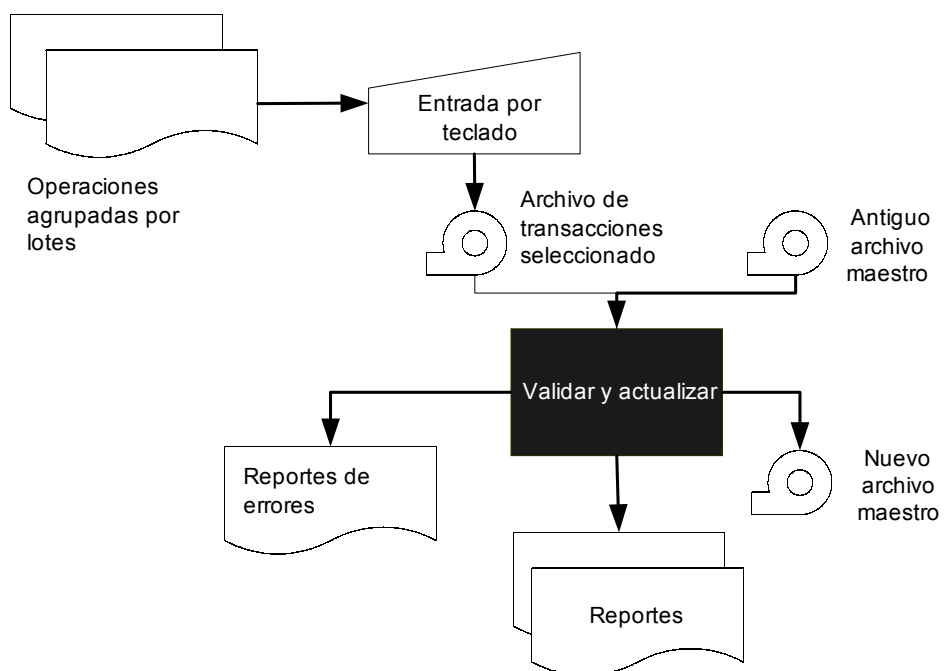 Entrada por
teclado
Operaciones
agrupadas por
lotes
Archivo de
transacciones
seleccionado
Antiguo
archivo
maestro
Validar y actualizar
Reportes de
errores
Nuevo
archivo
maestro
Reportes